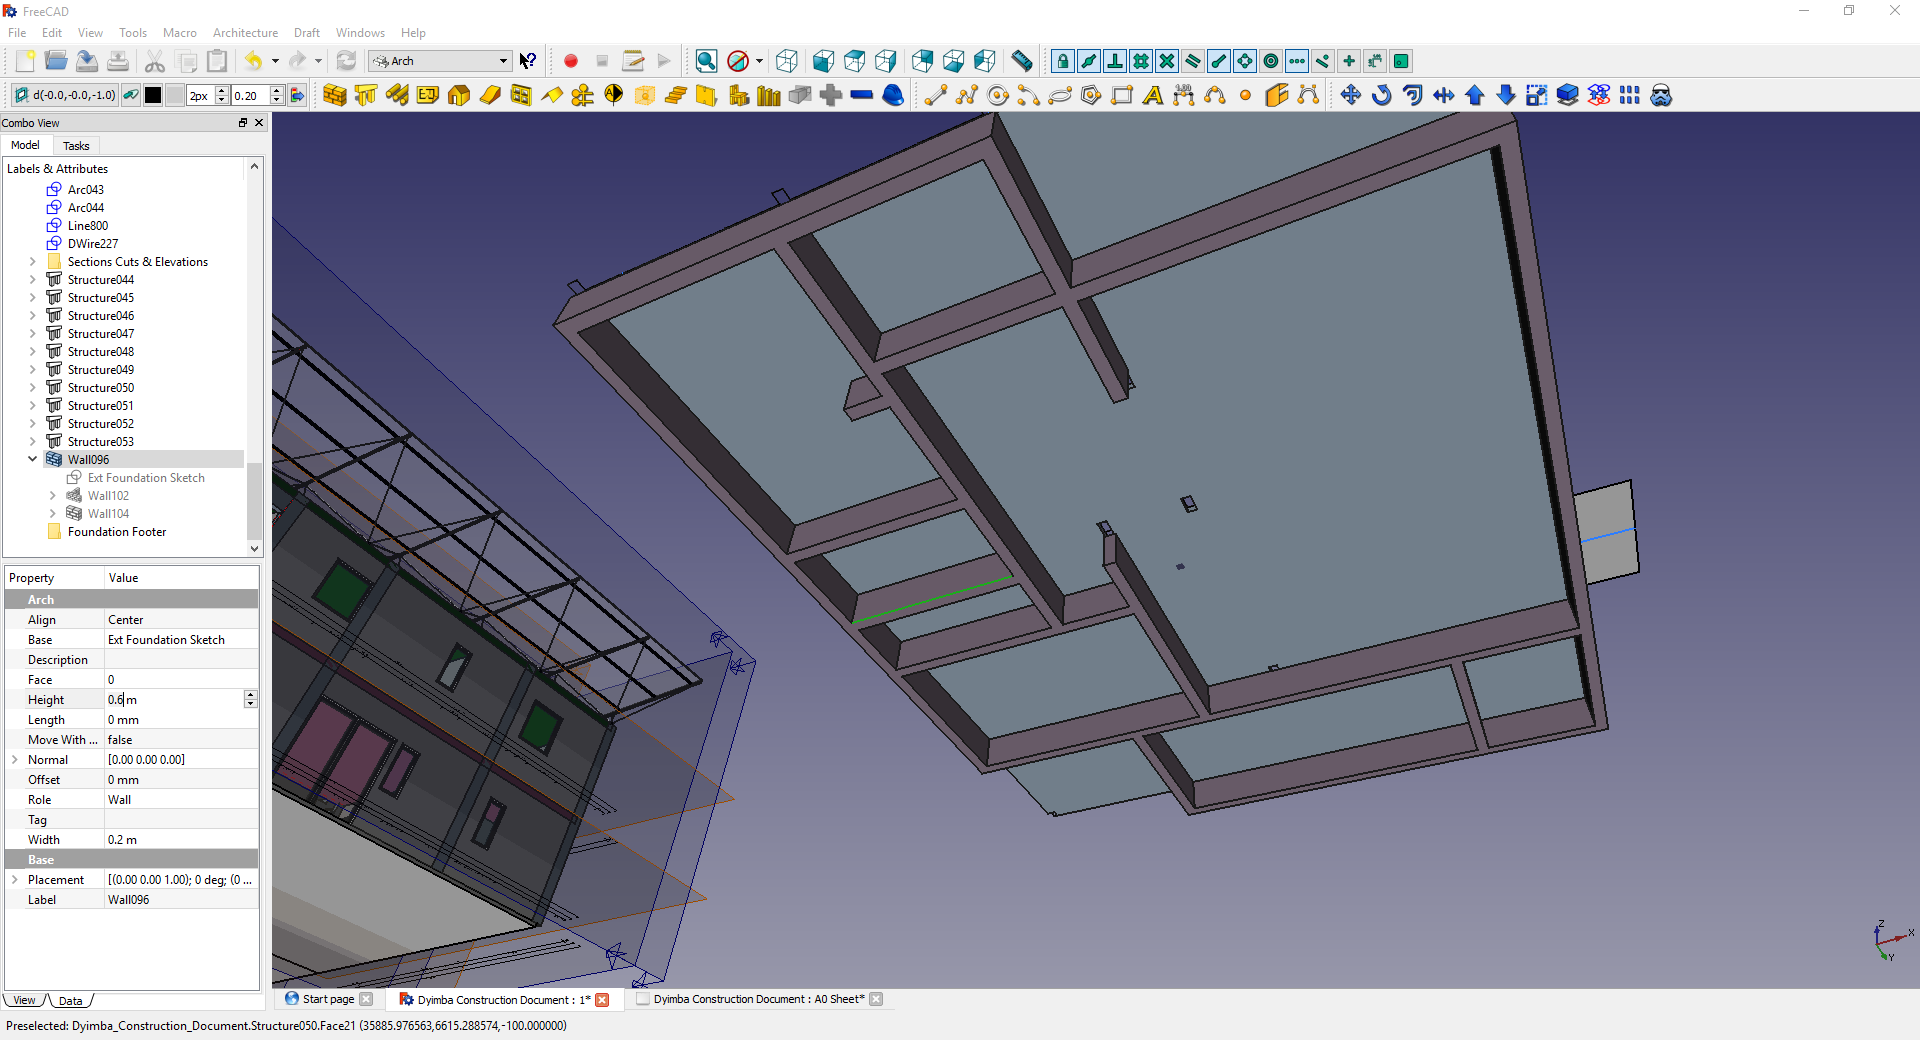 FreeCAD
File Edit View Tools Macro Architecture Draft Windows Help
Arch
d(-0.0,-0.0,-1.0) 2px 0.20
Combo View
Model Tasks
Labels & Attributes
Arc043
Arc044
Line800
DWire227
Sections Cuts & Elevations
Structure044
Structure045
Structure046
Structure047
Structure048
Structure049
Structure050
Structure051
Structure052
Structure053
Wall096
Ext Foundation Sketch
Wall102
Wall104
Foundation Footer
Property Value
Arch
Align Center
Base Ext Foundation Sketch
Description
Face 0
Height 0.6 m
Length 0 mm
Move With ... false
Normal [0.00 0.00 0.00]
Offset 0 mm
Role Wall
Tag
Width 0.2 m
Base
Placement [(0.00 0.00 1.00); 0 deg; (0 ...
Label Wall096
Z
X
Y
View Data
Start page Dyimba Construction Document : 1* Dyimba Construction Document : A0 Sheet*
Preselected: Dyimba_Construction_Document.Structure050.Face21 (35885.976563,6615.288574,-100.000000)